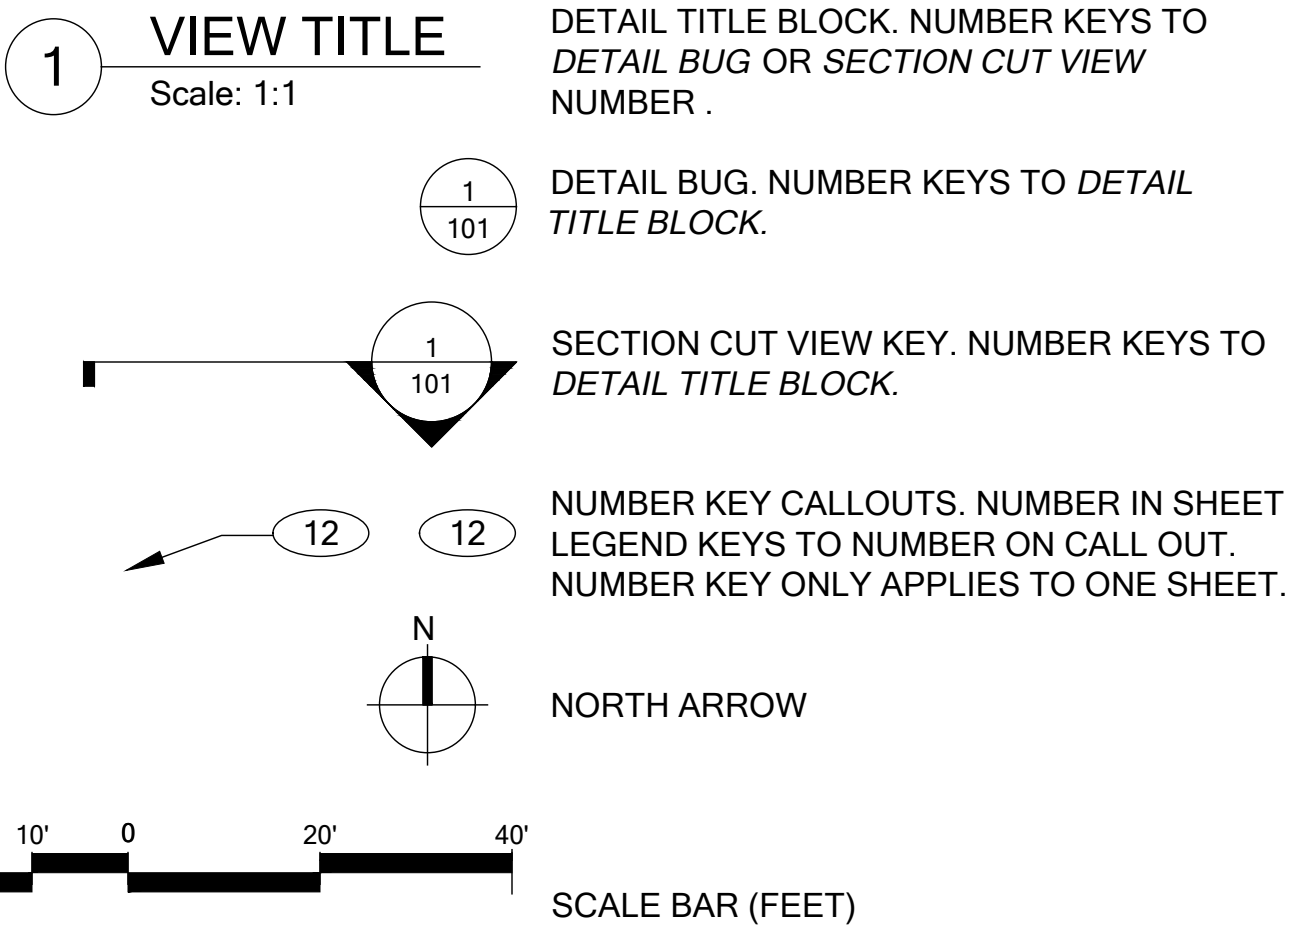 1
VIEW TITLE
Scale: 1:1
DETAIL TITLE BLOCK. NUMBER KEYS TO
DETAIL BUG OR SECTION CUT VIEW
NUMBER .
1
101
DETAIL BUG. NUMBER KEYS TO DETAIL
TITLE BLOCK.
1
101
SECTION CUT VIEW KEY. NUMBER KEYS TO
DETAIL TITLE BLOCK.
12 12
NUMBER KEY CALLOUTS. NUMBER IN SHEET
LEGEND KEYS TO NUMBER ON CALL OUT.
NUMBER KEY ONLY APPLIES TO ONE SHEET.
N
NORTH ARROW
10' 0 20' 40'
SCALE BAR (FEET)